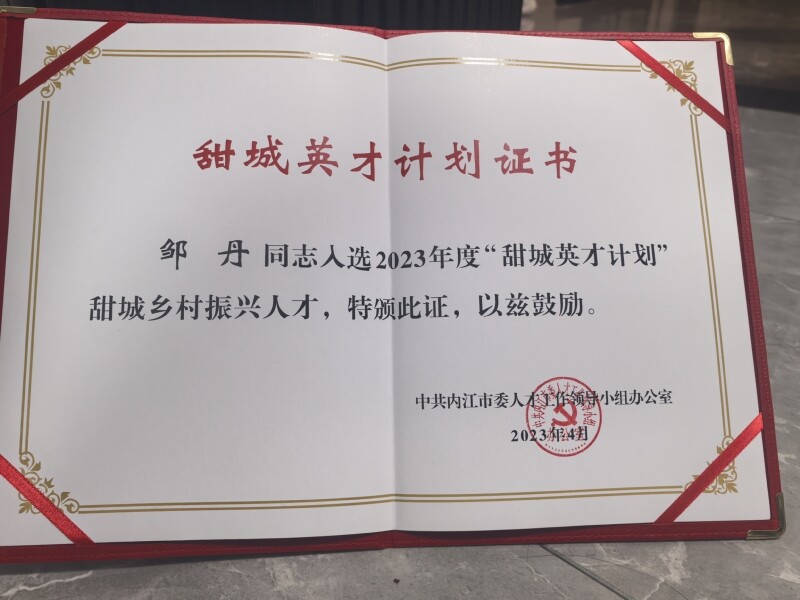 甜城英才计划证书
邹 丹 同志入选2023年度“甜城英才计划”
甜城乡村振兴人才，特颁此证，以兹鼓励。
中共内江市委人才工作领导小组办公室
2023年4月